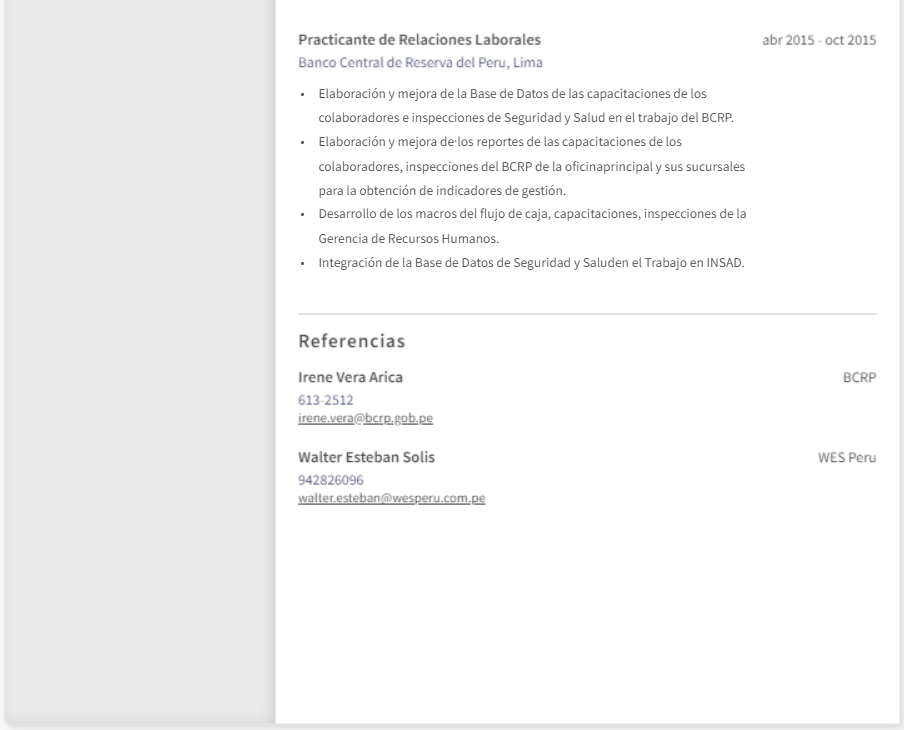 Practicante de Relaciones Laborales abr 2015 - oct 2015
Banco Central de Reserva del Peru, Lima
• Elaboración y mejora de la Base de Datos de las capacitaciones de los
colaboradores e inspecciones de Seguridad y Salud en el trabajo del BCRP.
• Elaboración y mejora de·los reportes de las capacitaciones de los
colaboradores, inspecciones del BCRP de la oficinaprincipal y sus sucursales
para la obtención de indicadores de gestión.
• Desarrollo de los macros del flujo de caja, capacitaciones, inspecciones de la
Gerencia de Recursos Humanos.
• Integración de la Base de Datos de Seguridad y Saluden el Trabajo en INSAD.
Referencias
Irene Vera Arica BCRP
613-2512
irene.vera@bcrp.gob.pe
Walter Esteban Solis WES Peru
942826096
walter.esteban@wesperu.com.pe